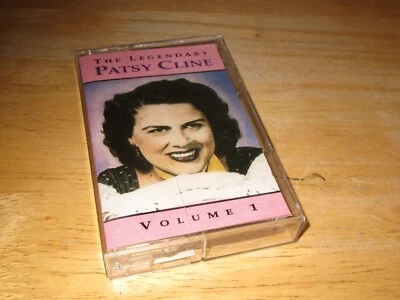 THE LEGENDARY
PATSY CLINE
VOLUME 1